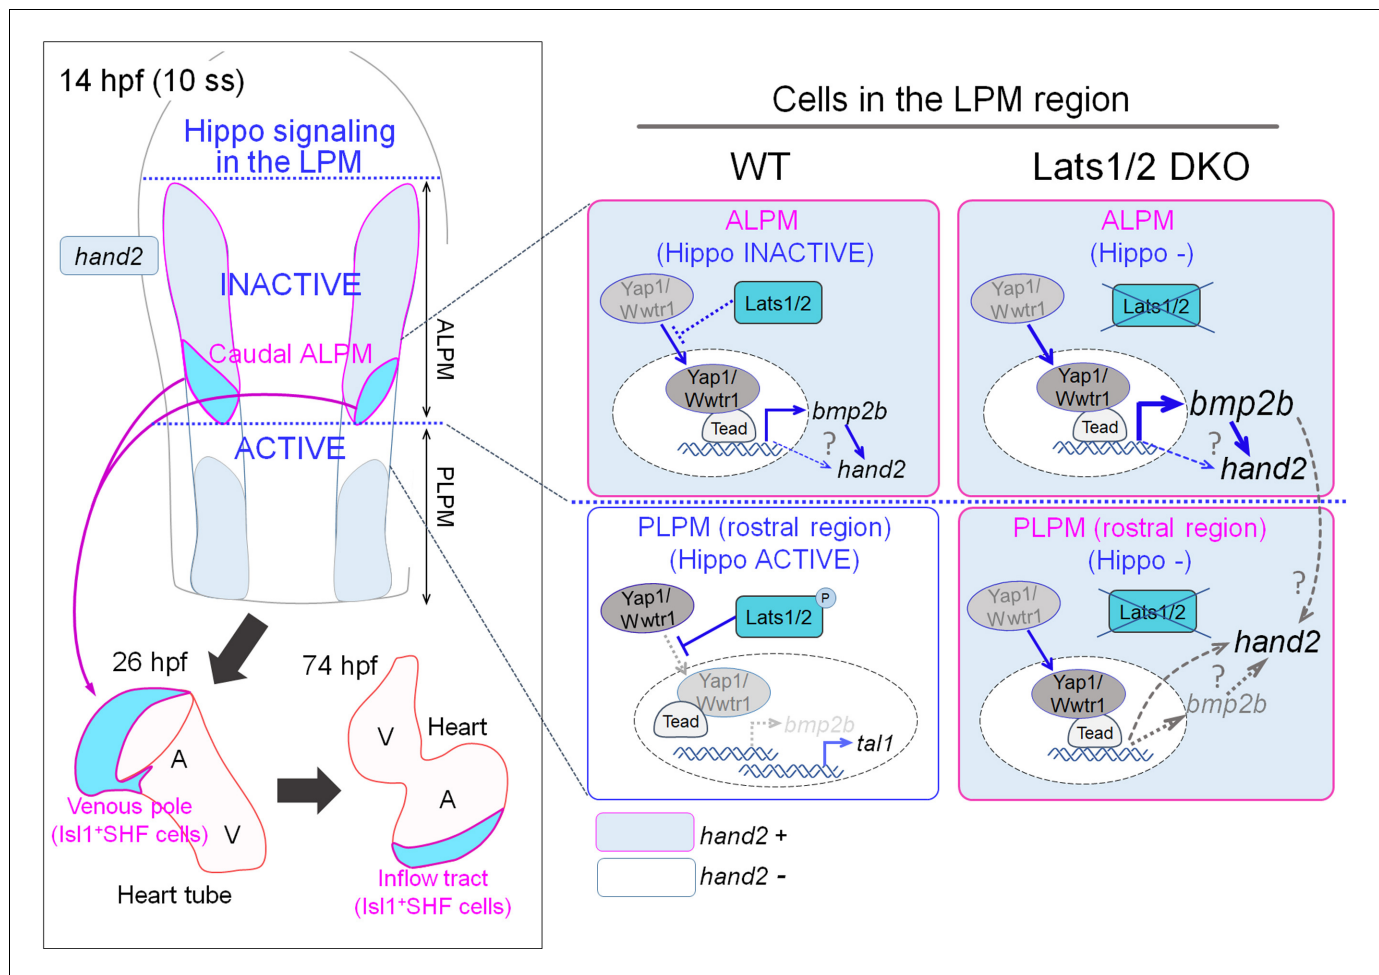 14 hpf (10 ss)
Hippo signaling
in the LPM
hand2
INACTIVE
Caudal ALPM
ALPM
ACTIVE
PLPM
26 hpf
A
V
Venous pole
(Isl1⁺SHF cells)
Heart tube
74 hpf
V
Heart
A
Inflow tract
(Isl1⁺SHF cells)
Cells in the LPM region
WT
Lats1/2 DKO
ALPM
(Hippo INACTIVE)
Yap1/
Wwtr1
Lats1/2
Yap1/
Wwtr1
Tead
bmp2b
?
hand2
ALPM
(Hippo -)
Yap1/
Wwtr1
Lats1/2
Yap1/
Wwtr1
Tead
bmp2b
?
hand2
PLPM (rostral region)
(Hippo ACTIVE)
Yap1/
Wwtr1
Lats1/2
P
Yap1/
Wwtr1
Tead
bmp2b
tal1
PLPM (rostral region)
(Hippo -)
Yap1/
Wwtr1
Lats1/2
?
hand2
Yap1/
Wwtr1
?
bmp2b
Tead
hand2 +
hand2 -